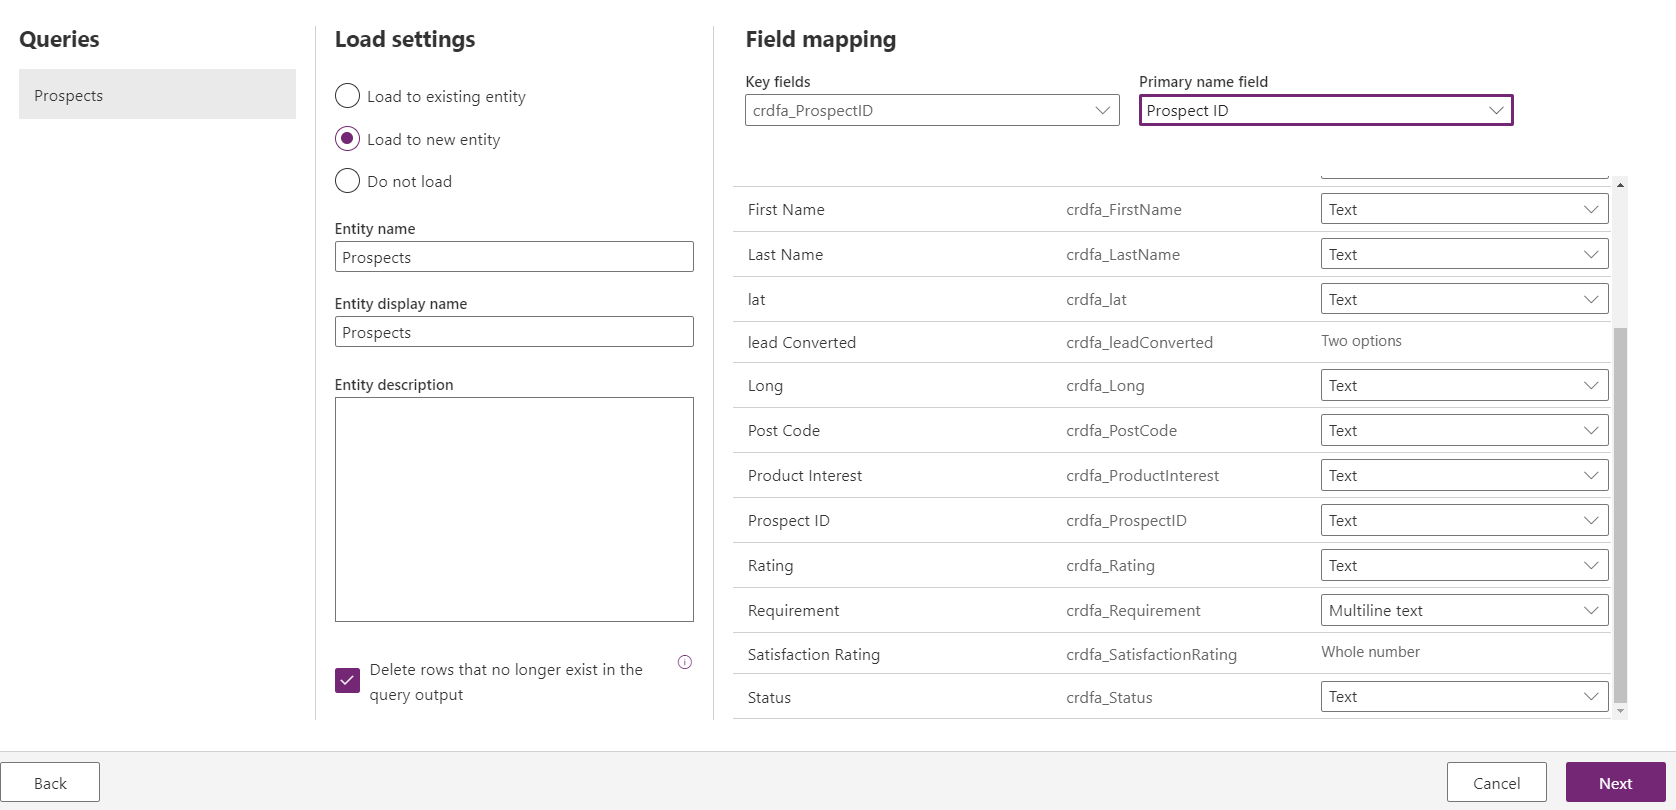 Queries
Prospects
Load settings
Load to existing entity
Load to new entity
Do not load
Entity name
Prospects
Entity display name
Prospects
Entity description
Delete rows that no longer exist in the
query output
Field mapping
Key fields
crdfa_ProspectID
Primary name field
Prospect ID
First Name crdfa_FirstName Text
Last Name crdfa_LastName Text
lat crdfa_lat Text
lead Converted crdfa_leadConverted Two options
Long crdfa_Long Text
Post Code crdfa_PostCode Text
Product Interest crdfa_ProductInterest Text
Prospect ID crdfa_ProspectID Text
Rating crdfa_Rating Text
Requirement crdfa_Requirement Multiline text
Satisfaction Rating crdfa_SatisfactionRating Whole number
Status crdfa_Status Text
Back
Cancel
Next